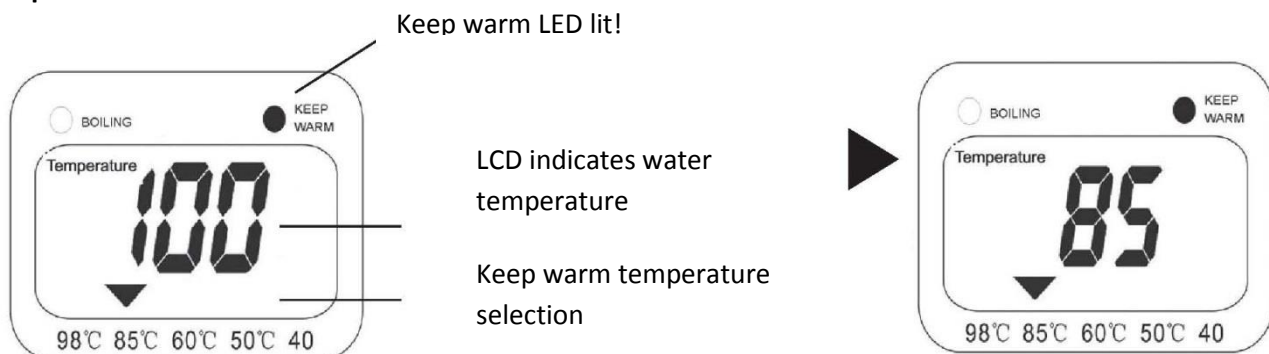 Keep warm LED lit!
BOILING
KEEP
WARM
Temperature
100
98℃ 85℃ 60℃ 50℃ 40
LCD indicates water
temperature
Keep warm temperature
selection
BOILING
KEEP
WARM
Temperature
85
98℃ 85℃ 60℃ 50℃ 40